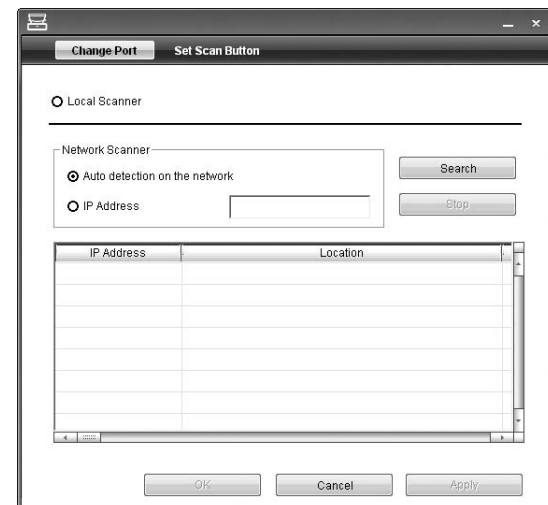 Change Port Set Scan Button
Local Scanner
Network Scanner
Auto detection on the network
Search
IP Address
Stop
IP Address Location
OK Cancel Apply